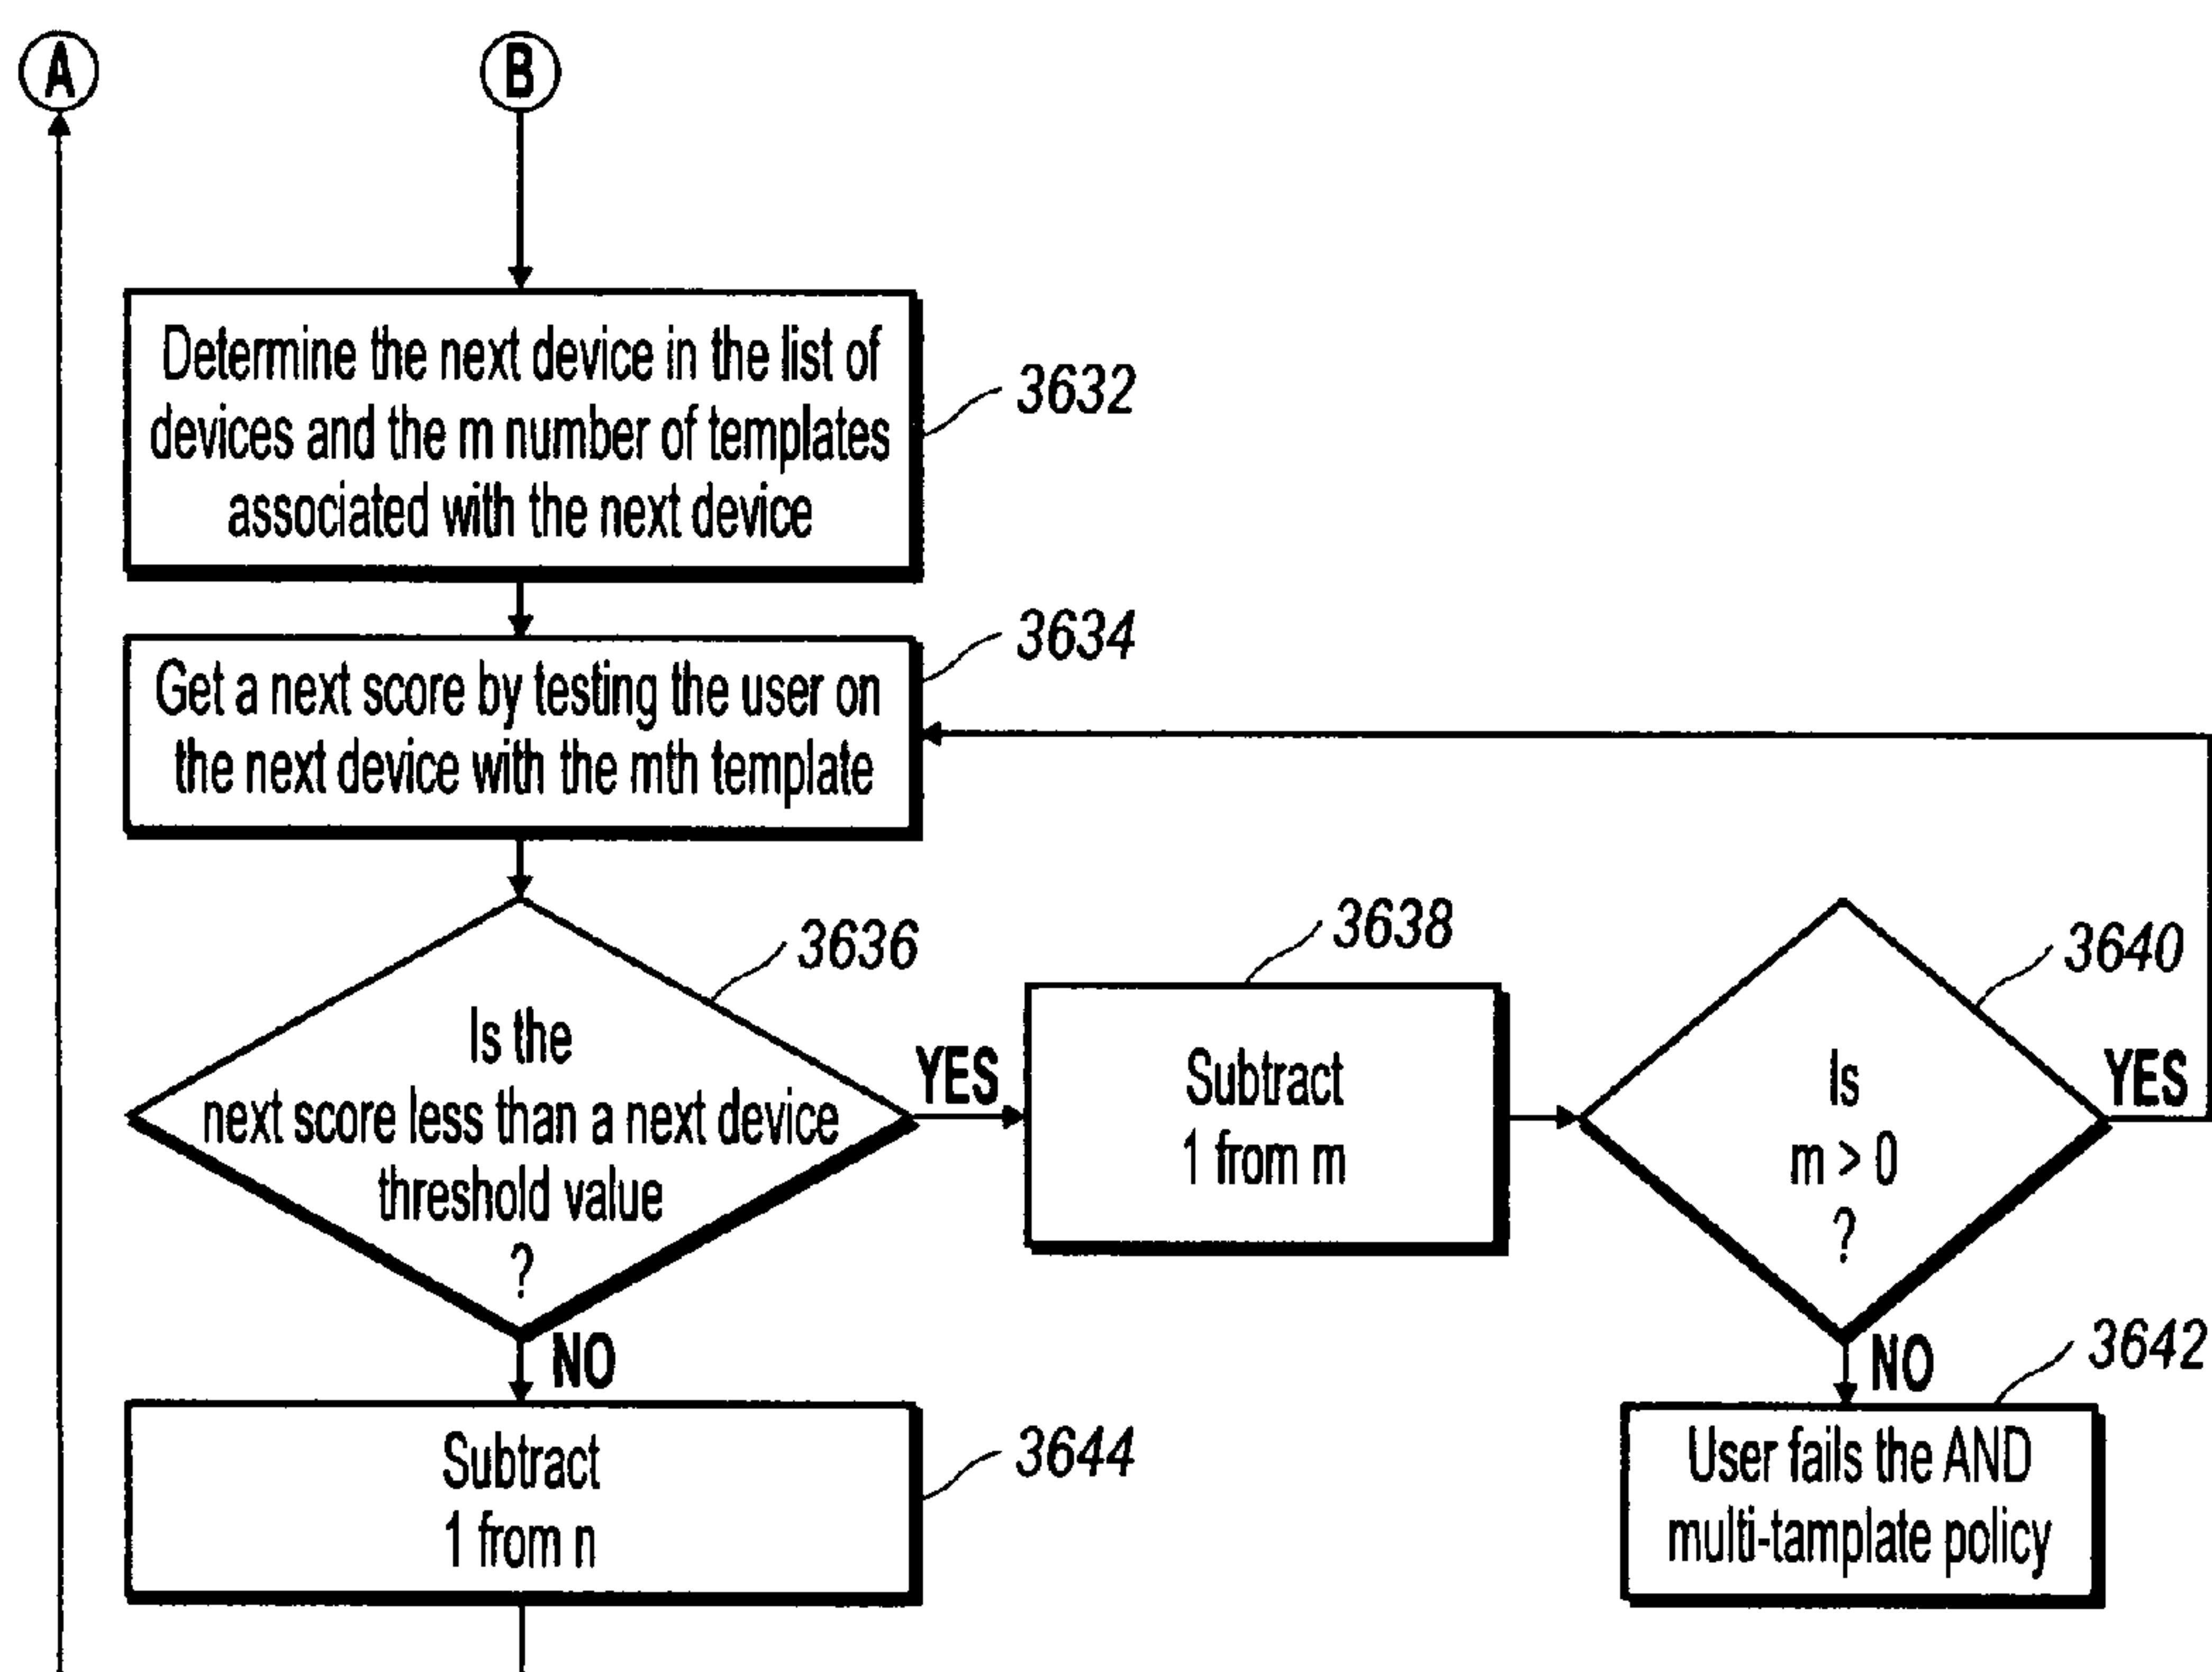 A
B
Determine the next device in the list of
devices and the m number of templates
associated with the next device
3632
Get a next score by testing the user on
the next device with the mth template
3634
Is the
next score less than a next device
threshold value
?
3636
YES
NO
Subtract
1 from m
3638
Is
m > 0
?
3640
YES
NO
Subtract
1 from n
3644
User fails the AND
multi-tamplate policy
3642